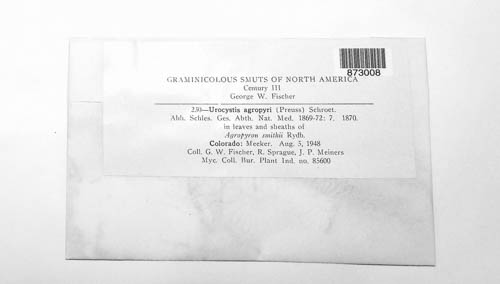 873008
GRAMINICOLOUS SMUTS OF NORTH AMERICA
Century III
George W. Fischer
230—Urocystis agropyri (Preuss) Schroet.
Abh. Schles. Ges. Abth. Nat. Med. 1869-72: 7. 1870.
in leaves and sheaths of
Agropyron smithii Rydb.
Colorado: Meeker. Aug. 5, 1948
Coll. G. W. Fischer, R. Sprague, J. P. Meiners
Myc. Coll. Bur. Plant Ind. no. 85600